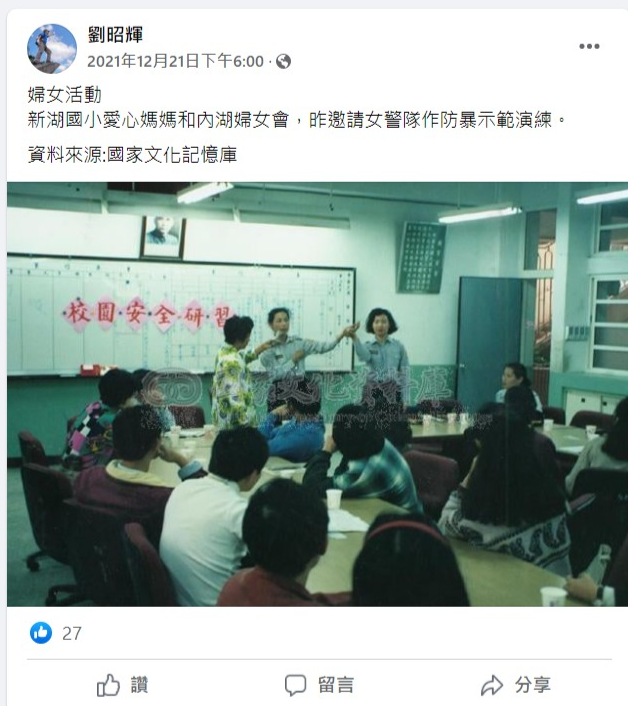 劉昭輝
2021年12月21日下午6:00 ·
婦女活動
新湖國小愛心媽媽和內湖婦女會，昨邀請女警隊作防暴示範演練。
資料來源:國家文化記憶庫
校園安全研習
27
讚
留言
分享